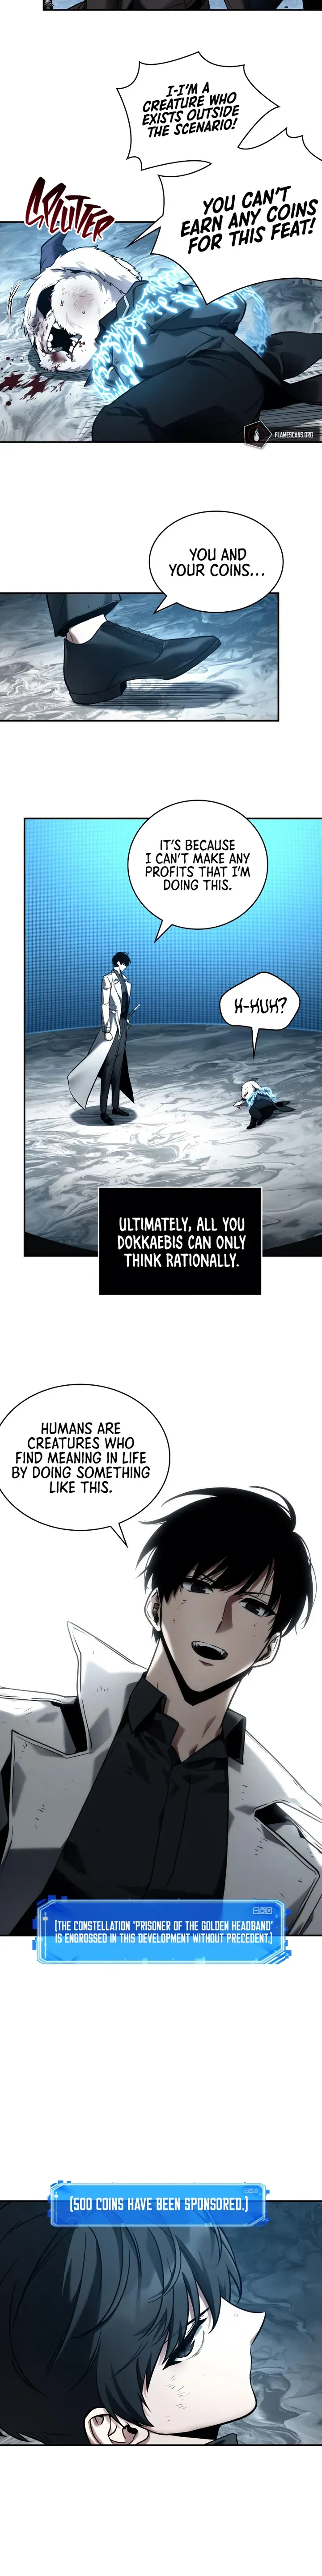 I-I'M A
CREATURE WHO
EXISTS OUTSIDE
THE SCENARIO!
YOU CAN'T
EARN ANY COINS
FOR THIS FEAT!
SPLUTTER
FLAMESCANS.ORG
YOU AND
YOUR COINS...
IT'S BECAUSE
I CAN'T MAKE ANY
PROFITS THAT I'M
DOING THIS.
H-HUH?
ULTIMATELY, ALL YOU
DOKKAEBIS CAN ONLY
THINK RATIONALLY.
HUMANS ARE
CREATURES WHO
FIND MEANING IN LIFE
BY DOING SOMETHING
LIKE THIS.
[THE CONSTELLATION 'PRISONER OF THE GOLDEN HEADBAND'
IS ENGROSSED IN THIS DEVELOPMENT WITHOUT PRECEDENT.]
[500 COINS HAVE BEEN SPONSORED.]